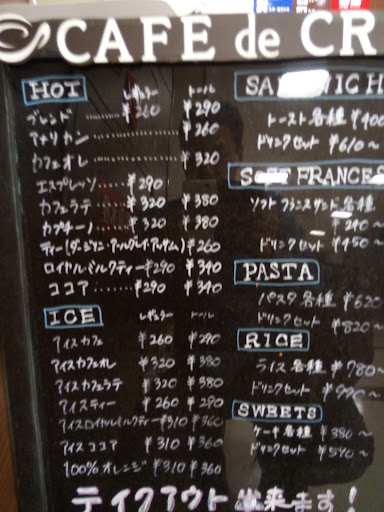 CAFÉ de CR
HOT レギュラー トール
ブレンド ¥260 ¥290
アメリカン ¥260
カフェオレ ¥320
エスプレッソ ¥290
カフェラテ ¥320 ¥380
カプチーノ ¥320 ¥380
ティー(ダージリン・アールグレイ・アッサム) ¥260
ロイヤルミルクティー ¥290 ¥340
ココア ¥290 ¥340
ICE レギュラー トール
アイスカフェ ¥260 ¥290
アイスカフェオレ ¥320 ¥380
アイスカフェラテ ¥320 ¥380
アイスティー ¥260 ¥290
アイスロイヤルミルクティー ¥310 ¥360
アイスココア ¥310 ¥360
100%オレンジ ¥310 ¥360
トースト各種 ¥400
ドリンクセット ¥610~
FRANCE
ソフトフランスサンド各種
¥240~
ドリンクセット ¥450~
PASTA
パスタ各種 ¥620
ドリンクセット ¥820~
RICE
ライス各種 ¥780~
ドリンクセット ¥990~
SWEETS
ケーキ各種 ¥380~
ドリンクセット ¥590~
テイクアウト出来ます!